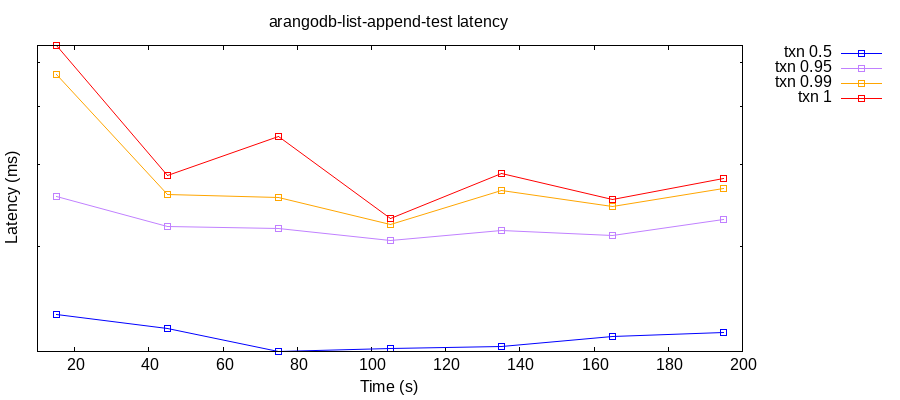 arangodb-list-append-test latency
txn 0.5
txn 0.95
txn 0.99
txn 1
Latency (ms)
20 40 60 80 100 120 140 160 180 200
Time (s)